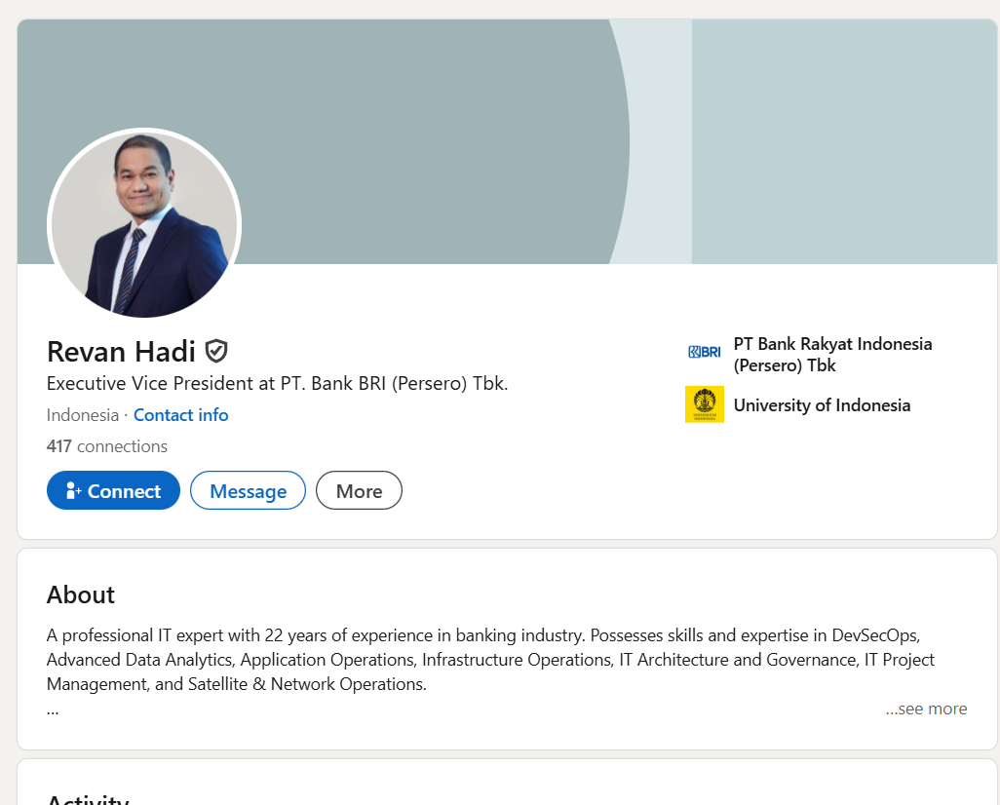 Revan Hadi
Executive Vice President at PT. Bank BRI (Persero) Tbk.
Indonesia · Contact info
417 connections
Connect
Message
More
BRI
PT Bank Rakyat Indonesia
(Persero) Tbk
University of Indonesia
About
A professional IT expert with 22 years of experience in banking industry. Possesses skills and expertise in DevSecOps,
Advanced Data Analytics, Application Operations, Infrastructure Operations, IT Architecture and Governance, IT Project
Management, and Satellite & Network Operations.
...
...see more
Activity